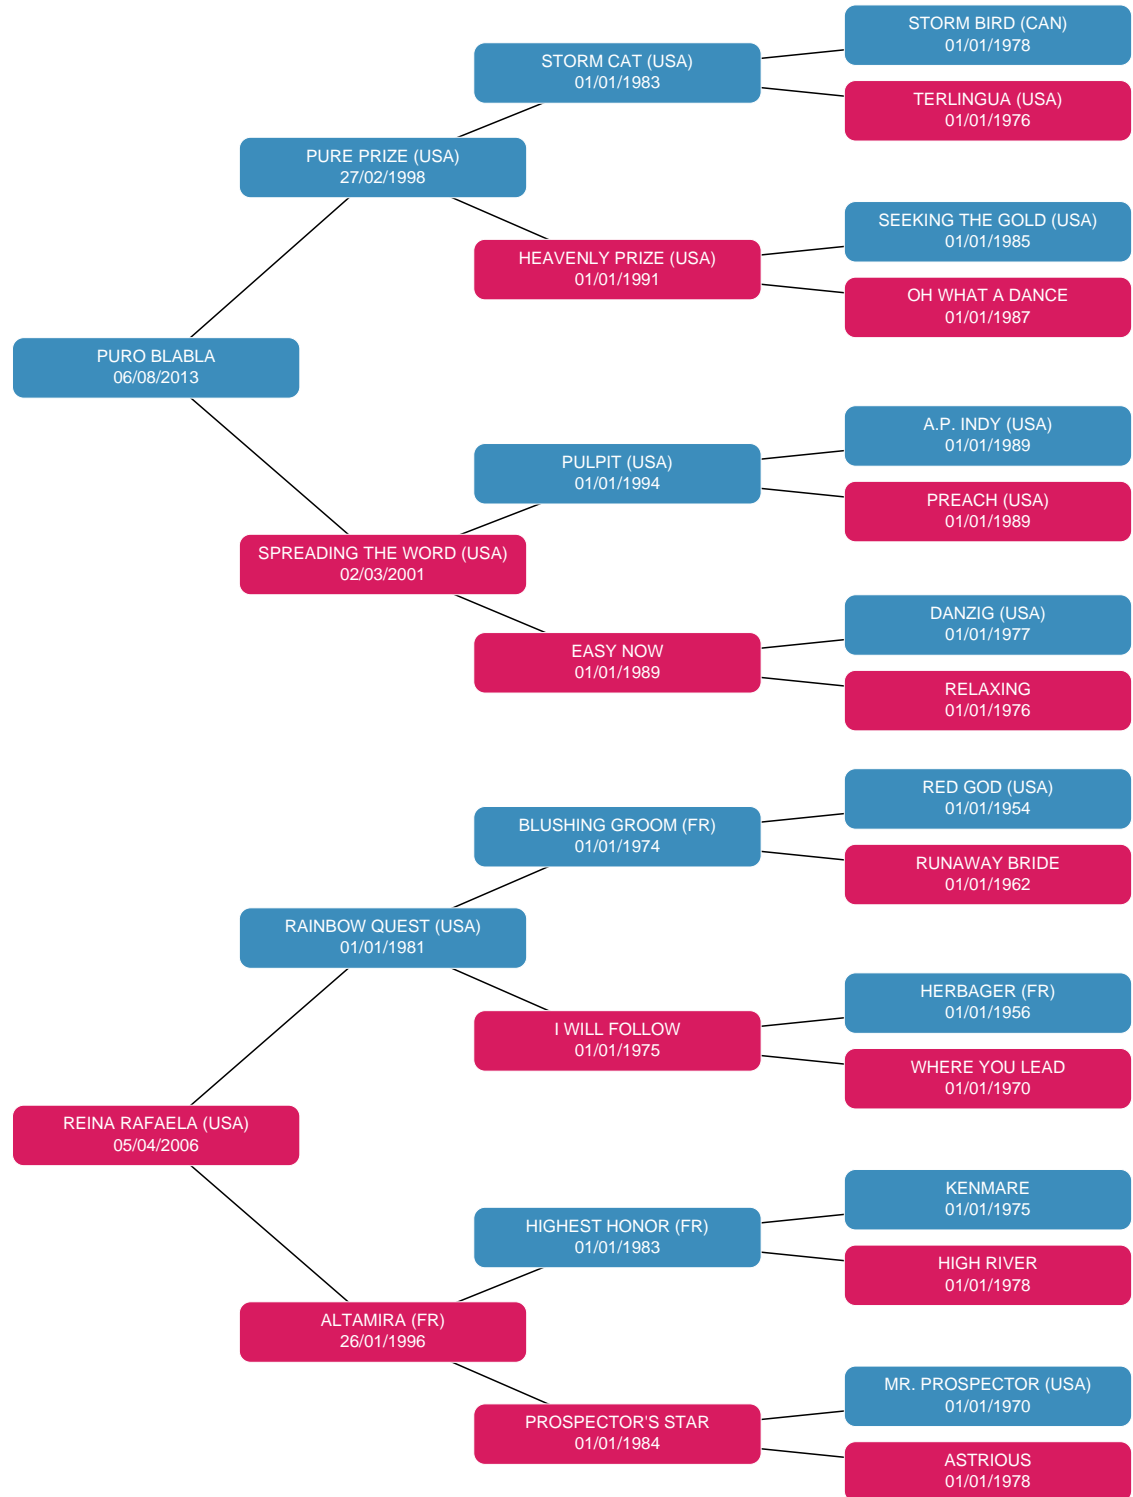 STORM BIRD (CAN)
01/01/1978
STORM CAT (USA)
01/01/1983
TERLINGUA (USA)
01/01/1976
PURE PRIZE (USA)
27/02/1998
SEEKING THE GOLD (USA)
01/01/1985
HEAVENLY PRIZE (USA)
01/01/1991
OH WHAT A DANCE
01/01/1987
PURO BLABLA
06/08/2013
A.P. INDY (USA)
01/01/1989
PULPIT (USA)
01/01/1994
PREACH (USA)
01/01/1989
SPREADING THE WORD (USA)
02/03/2001
DANZIG (USA)
01/01/1977
EASY NOW
01/01/1989
RELAXING
01/01/1976
RED GOD (USA)
01/01/1954
BLUSHING GROOM (FR)
01/01/1974
RUNAWAY BRIDE
01/01/1962
RAINBOW QUEST (USA)
01/01/1981
HERBAGER (FR)
01/01/1956
I WILL FOLLOW
01/01/1975
WHERE YOU LEAD
01/01/1970
REINA RAFAELA (USA)
05/04/2006
KENMARE
01/01/1975
HIGHEST HONOR (FR)
01/01/1983
HIGH RIVER
01/01/1978
ALTAMIRA (FR)
26/01/1996
MR. PROSPECTOR (USA)
01/01/1970
PROSPECTOR'S STAR
01/01/1984
ASTRIOUS
01/01/1978